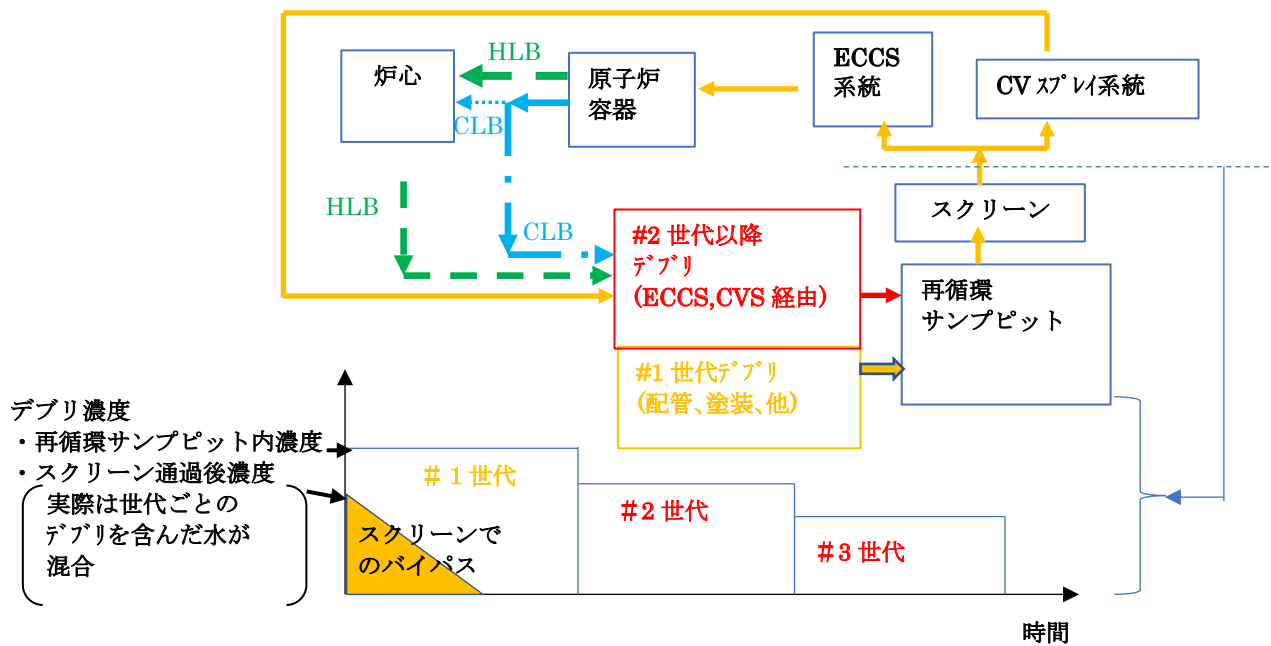 ECCS
系統
HLB
炉心
原子炉
容器
CV ｽﾌﾟﾚｲ系統
CLB
HLB
スクリーン
CLB
#2 世代以降
ﾃﾞﾌﾞﾘ
(ECCS,CVS 経由)
再循環
サンプピット
#1 世代ﾃﾞﾌﾞﾘ
(配管、塗装、他)
デブリ濃度
・再循環サンプピット内濃度
・スクリーン通過後濃度
実際は世代ごとの
ﾃﾞﾌﾞﾘを含んだ水が
混合
＃１世代
＃2 世代
＃3 世代
スクリーンで
のバイパス
時間